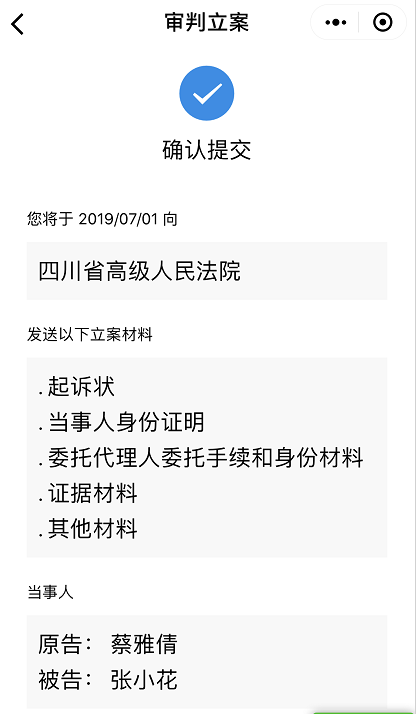 审判立案
确认提交
您将于 2019/07/01 向
四川省高级人民法院
发送以下立案材料
. 起诉状
. 当事人身份证明
. 委托代理人委托手续和身份材料
. 证据材料
. 其他材料
当事人
原告： 蔡雅倩
被告： 张小花